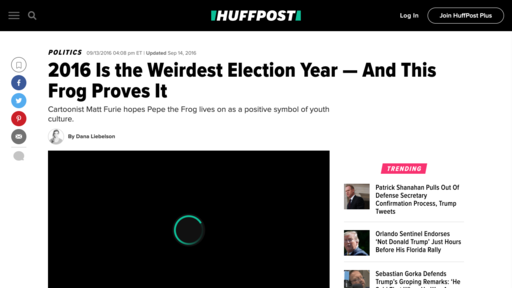 HUFFPOST
Log In
Join HuffPost Plus
POLITICS 09/13/2016 04:08 pm ET | Updated Sep 14, 2016
2016 Is the Weirdest Election Year — And This
Frog Proves It
Cartoonist Matt Furie hopes Pepe the Frog lives on as a positive symbol of youth
culture.
By Dana Liebelson
TRENDING
Patrick Shanahan Pulls Out Of
Defense Secretary
Confirmation Process, Trump
Tweets
Orlando Sentinel Endorses
'Not Donald Trump' Just Hours
Before His Florida Rally
Sebastian Gorka Defends
Trump's Groping Remarks: 'He